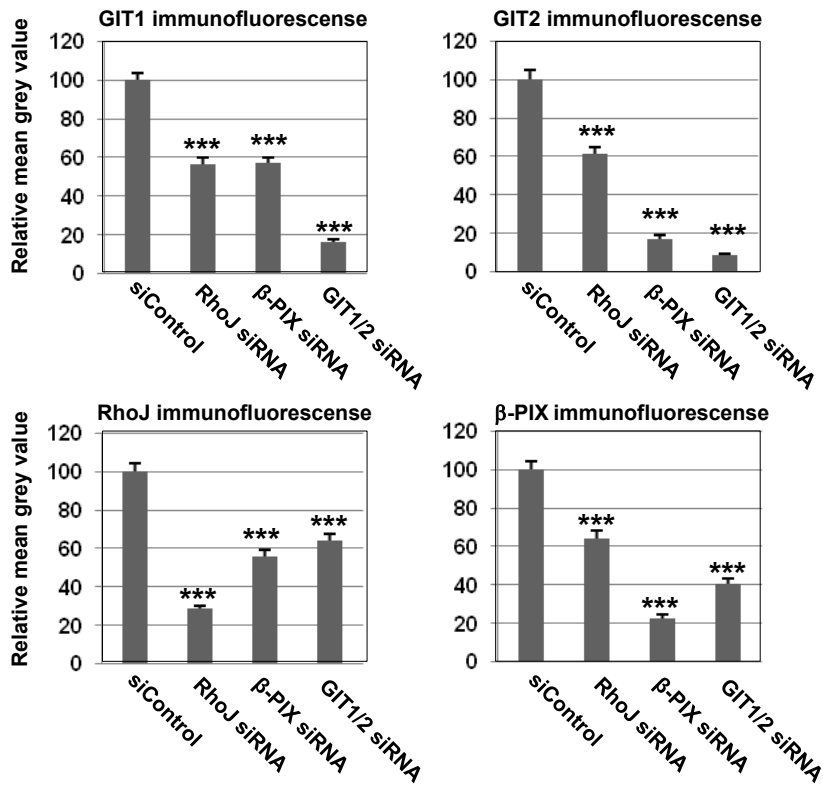 GIT1 immunofluorescense
Relative mean grey value
120
100
80
60
40
20
0
***
***
***
siControl
RhoJ siRNA
β-PIX siRNA
GIT1/2 siRNA
GIT2 immunofluorescense
120
100
80
60
40
20
0
***
***
***
siControl
RhoJ siRNA
β-PIX siRNA
GIT1/2 siRNA
RhoJ immunofluorescense
Relative mean grey value
120
100
80
60
40
20
0
***
***
***
siControl
RhoJ siRNA
β-PIX siRNA
GIT1/2 siRNA
β-PIX immunofluorescense
120
100
80
60
40
20
0
***
***
***
siControl
RhoJ siRNA
β-PIX siRNA
GIT1/2 siRNA